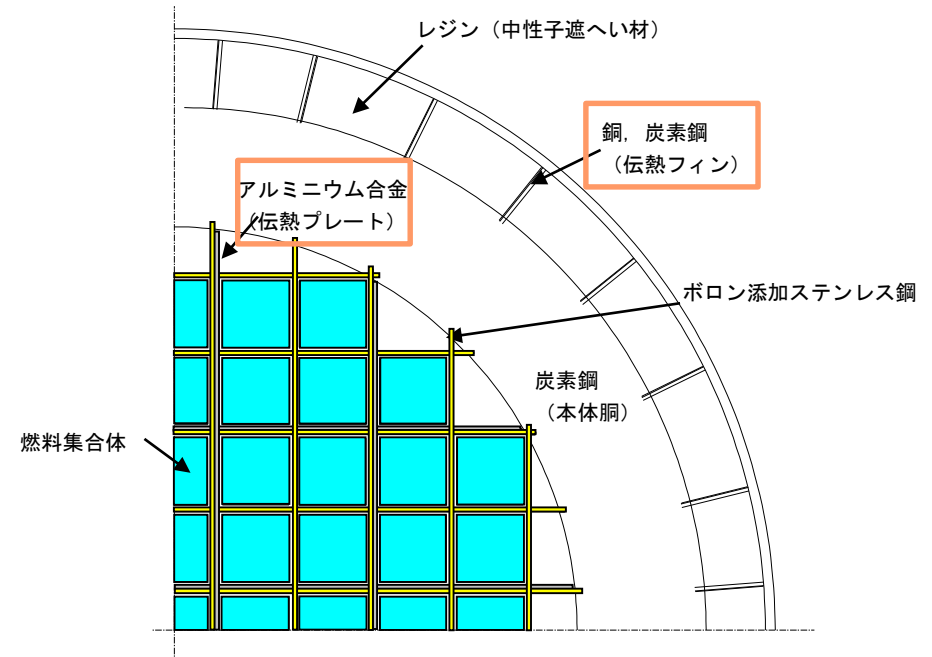 レジン（中性子遮へい材）
銅，炭素鋼
（伝熱フィン）
アルミニウム合金
（伝熱プレート）
ボロン添加ステンレス鋼
炭素鋼
（本体胴）
燃料集合体